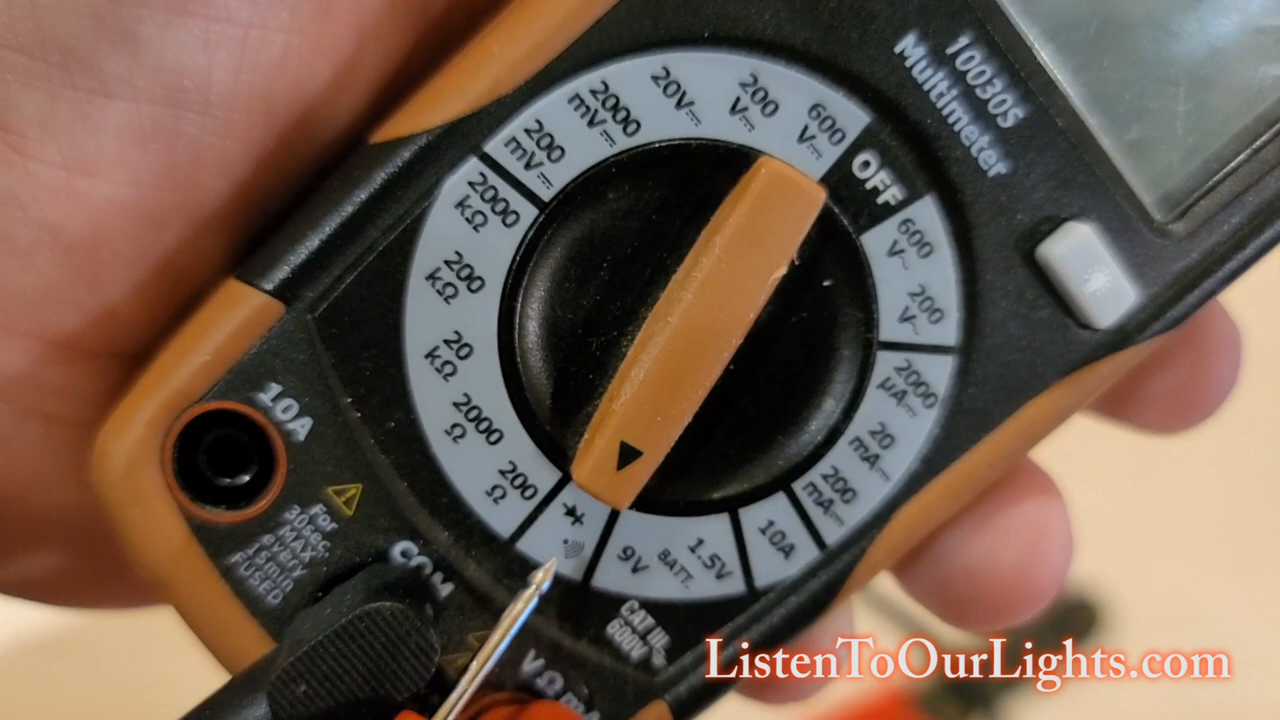 10030S
Multimeter
OFF
600
V⎓
200
V⎓
20V⎓
2000
mV⎓
200
mV⎓
2000
kΩ
200
kΩ
20
kΩ
2000
Ω
200
Ω
9V
BATT.
1.5V
10A
200
mA⎓
20
mA⎓
2000
µA⎓
200
V~
600
V~
10A
For
30sec.
MAX
every
15min
FUSED
COM
CAT III
600V
VΩmA
ListenToOurLights.com